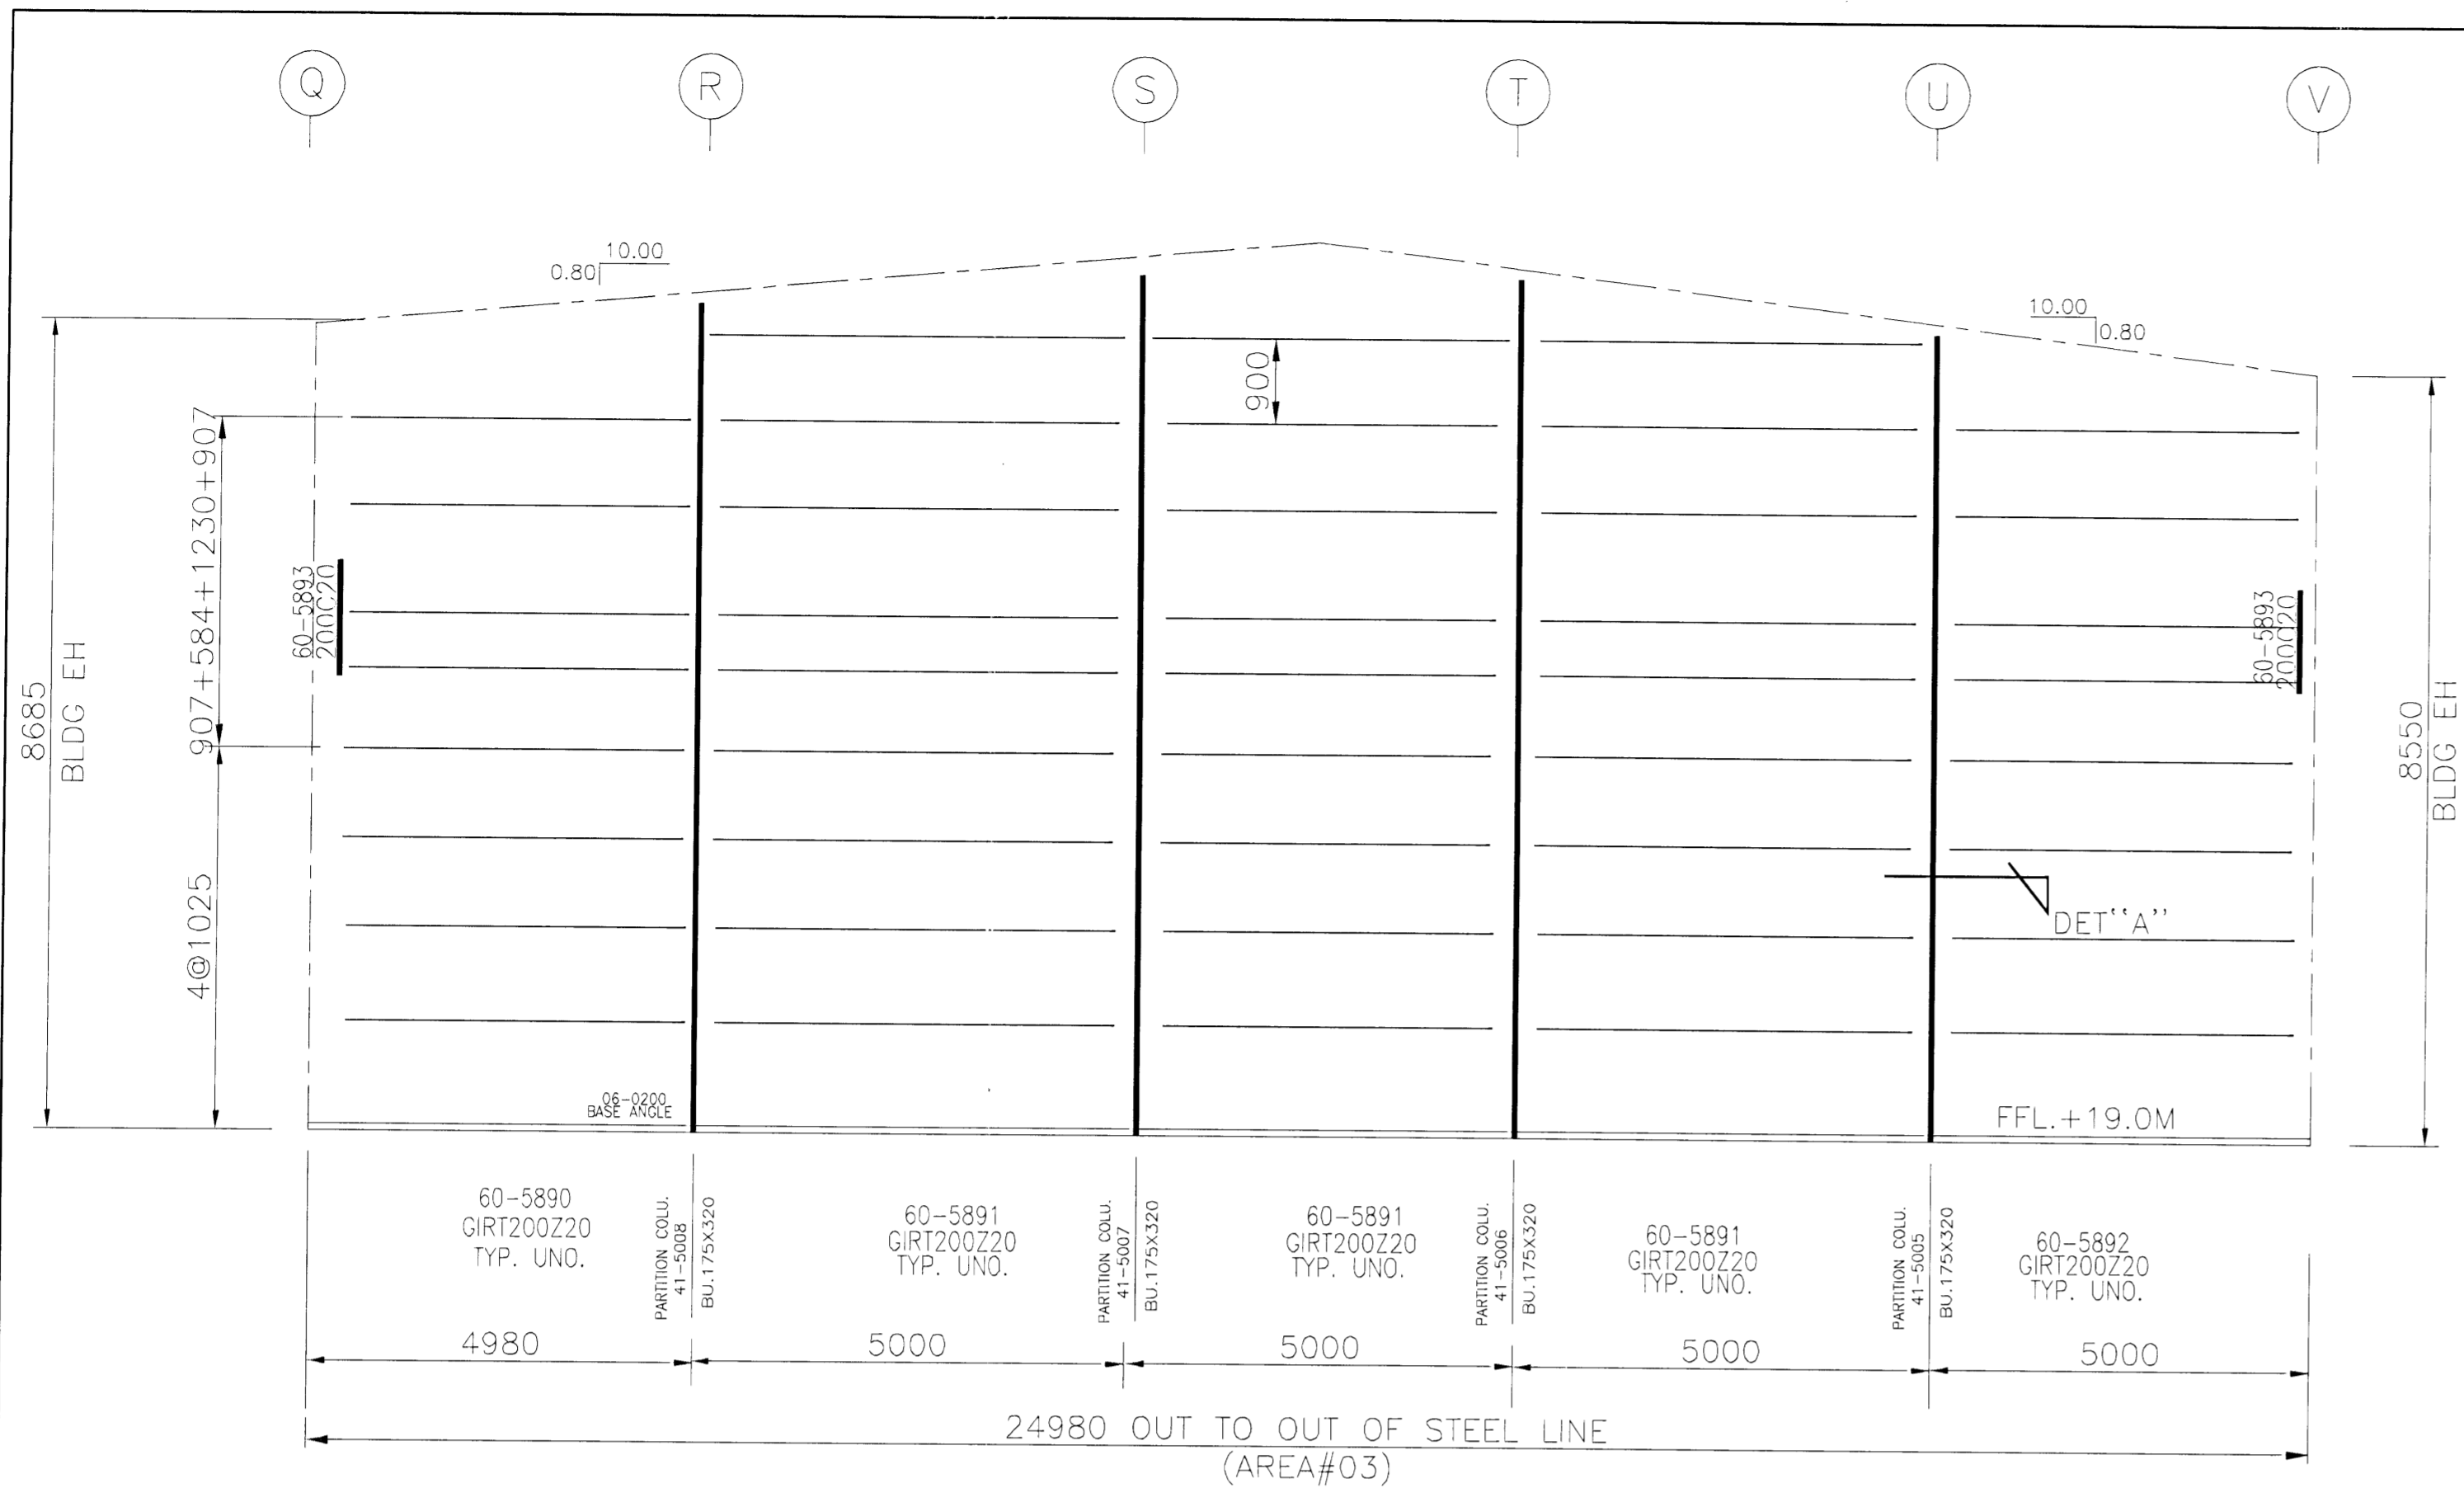 Q
R
S
T
U
V
10.00
0.80
10.00
0.80
900
907+584+1230+907
4@1025
8685
BLDG EH
60-5893
200C20
60-5893
200C20
8550
BLDG EH
DET"A"
06-0200
BASE ANGLE
FFL.+19.0M
60-5890
GIRT200Z20
TYP. UNO.
PARTITION COLU.
41-5008
BU.175X320
60-5891
GIRT200Z20
TYP. UNO.
PARTITION COLU.
41-5007
BU.175X320
60-5891
GIRT200Z20
TYP. UNO.
PARTITION COLU.
41-5006
BU.175X320
60-5891
GIRT200Z20
TYP. UNO.
PARTITION COLU.
41-5005
BU.175X320
60-5892
GIRT200Z20
TYP. UNO.
4980
5000
5000
5000
5000
24980 OUT TO OUT OF STEEL LINE
(AREA#03)